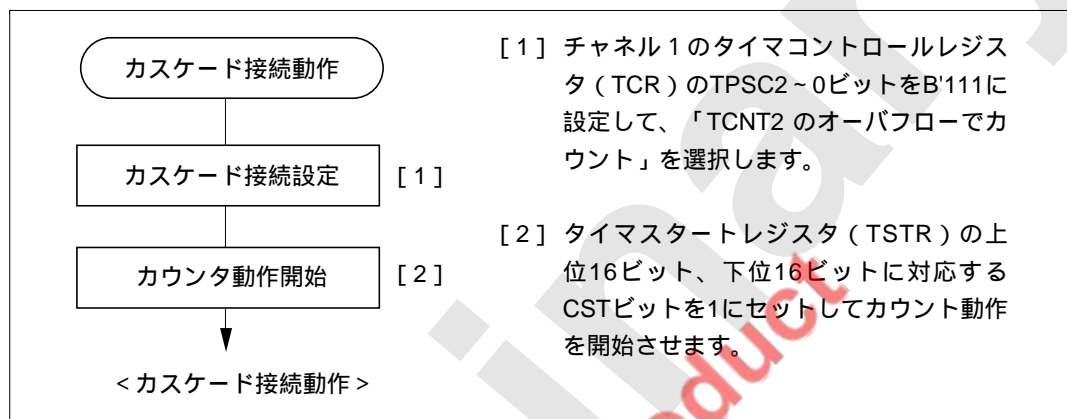 カスケード接続動作
カスケード接続設定
[1]
カウンタ動作開始
[2]
<カスケード接続動作>
[1] チャネル1のタイマコントロールレジス
タ(TCR)のTPSC2~0ビットをB'111に
設定して、「TCNT2 のオーバフローでカ
ウント」を選択します。
[2] タイマスタートレジスタ(TSTR)の上
位16ビット、下位16ビットに対応する
CSTビットを1にセットしてカウント動作
を開始させます。